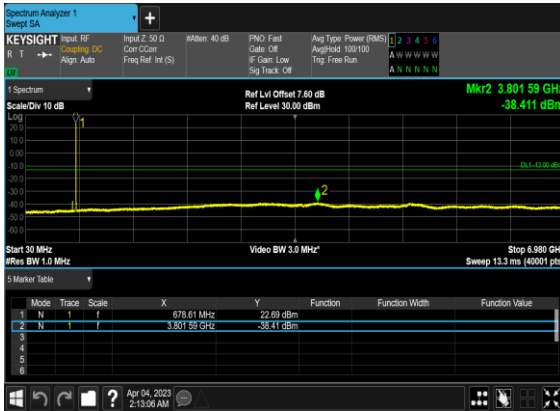 Spectrum Analyzer 1
Swept SA
+
KEYSIGHT Input: RF Input Z: 50 Ω #Atten: 40 dB PNO: Fast Avg Type: Power (RMS) 1 2 3 4 5 6
R T Coupling: DC Corr CCorr Gate: Off Avg|Hold: 100/100 A W W W W W
Align: Auto Freq Ref: Int (S) IF Gain: Low Trig: Free Run
Sig Track: Off A N N N N N
1 Spectrum Ref Lvl Offset 7.60 dB Mkr2 3.801 59 GHz
Scale/Div 10 dB Ref Level 30.00 dBm -38.411 dBm
Log
20.0
10.0
0.00
-10.0
-20.0
-30.0
-40.0
-50.0
-60.0
1
2
DL1 -13.00 dBm
Start 30 MHz Video BW 3.0 MHz* Stop 6.980 GHz
#Res BW 1.0 MHz Sweep 13.3 ms (40001 pts)
5 Marker Table
Mode Trace Scale X Y Function Function Width Function Value
1 N 1 f 678.61 MHz 22.69 dBm
2 N 1 f 3.801 59 GHz -38.41 dBm
3
4
5
6
? Apr 04, 2023
2:13:06 AM